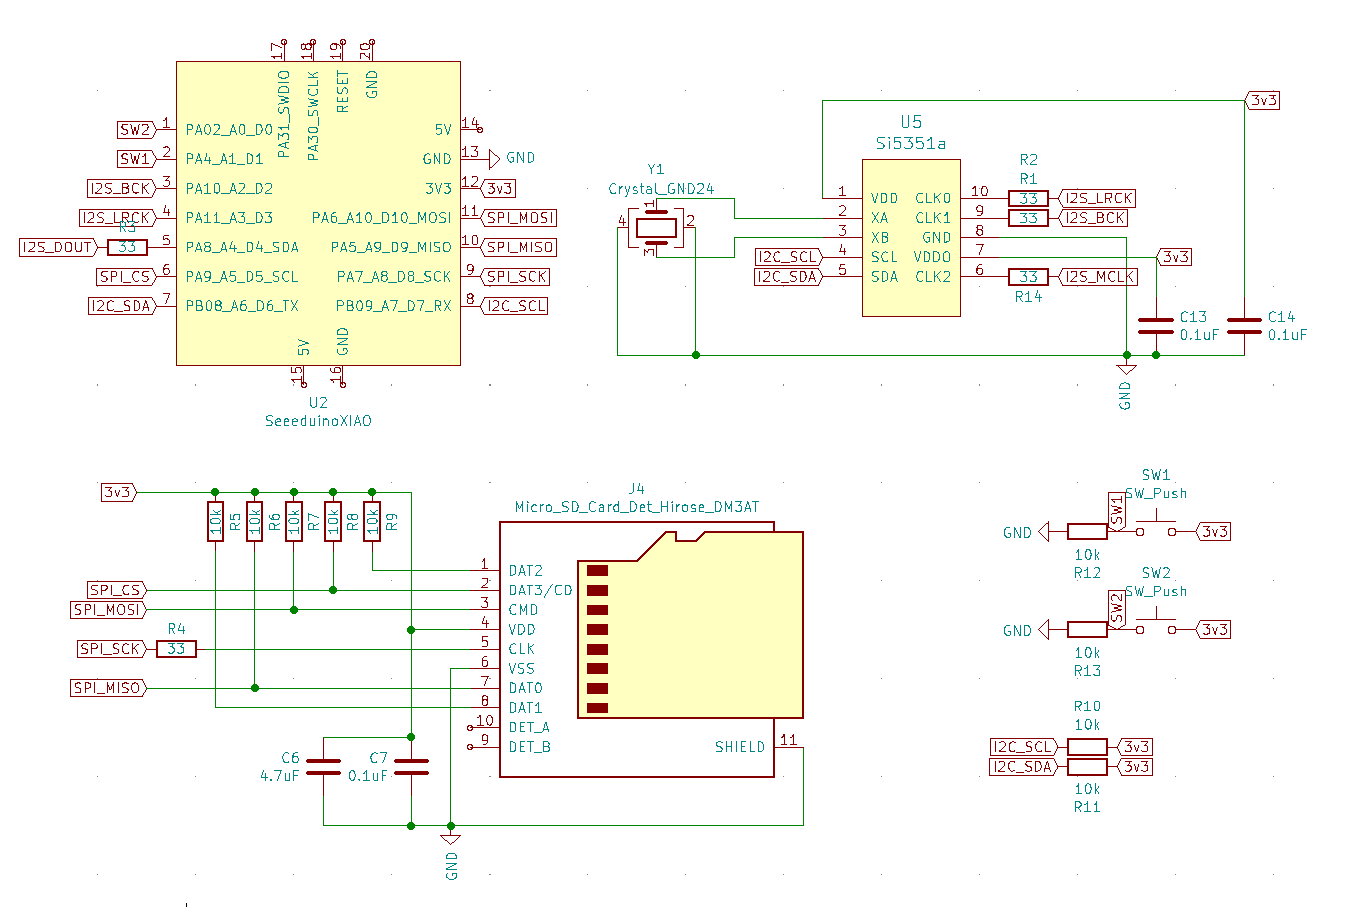 17
18
19
20
PA31_SWDIO
PA30_SWCLK
RESET
GND
SW2
1
PA02_A0_D0
SW1
2
PA4_A1_D1
I2S_BCK
3
PA10_A2_D2
I2S_LRCK
4
PA11_A3_D3
R3
I2S_DOUT
33
5
PA8_A4_D4_SDA
SPI_CS
6
PA9_A5_D5_SCL
I2C_SDA
7
PB08_A6_D6_TX
5V
14
GND
13
GND
3V3
12
3v3
PA6_A10_D10_MOSI
11
SPI_MOSI
PA5_A9_D9_MISO
10
SPI_MISO
PA7_A8_D8_SCK
9
SPI_SCK
PB09_A7_D7_RX
8
I2C_SCL
5V
GND
15
16
U2
SeeeduinoXIAO
Y1
Crystal_GND24
1
4
2
3
3v3
U5
Si5351a
1
VDD
2
XA
3
XB
I2C_SCL
4
SCL
I2C_SDA
5
SDA
R2
R1
CLK0
10
33
I2S_LRCK
CLK1
9
33
I2S_BCK
GND
8
VDDO
7
3v3
CLK2
6
33
I2S_MCLK
R14
C13
0.1uF
C14
0.1uF
GND
3v3
10k
R5
10k
R6
10k
R7
10k
R8
10k
R9
SPI_CS
SPI_MOSI
R4
SPI_SCK
33
SPI_MISO
J4
Micro_SD_Card_Det_Hirose_DM3AT
1
DAT2
2
DAT3/CD
3
CMD
4
VDD
5
CLK
6
VSS
7
DAT0
8
DAT1
10
DET_A
9
DET_B
SHIELD
11
C6
4.7uF
C7
0.1uF
GND
SW1
SW_Push
SW1
GND
3v3
10k
R12
SW2
SW_Push
SW2
GND
3v3
10k
R13
R10
10k
I2C_SCL
3v3
I2C_SDA
3v3
10k
R11